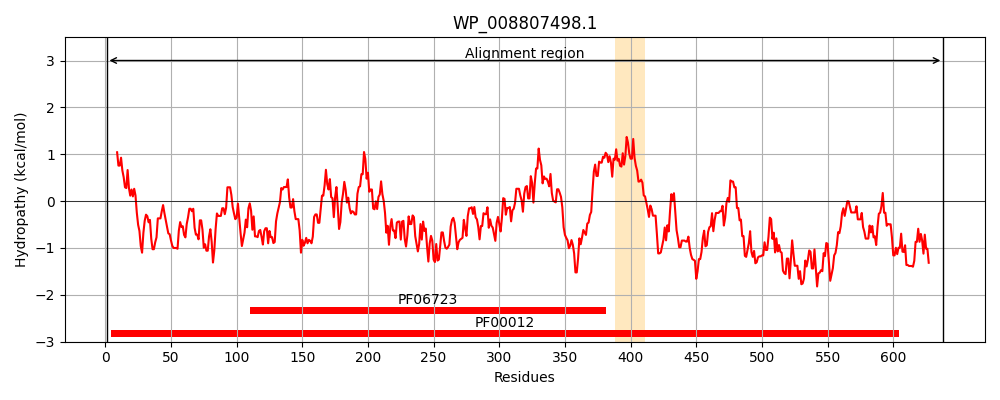 WP_008807498.1
Alignment region
3
2
1
0
−1
−2
−3
Hydropathy (kcal/mol)
PF06723
PF00012
0 50 100 150 200 250 300 350 400 450 500 550 600
Residues